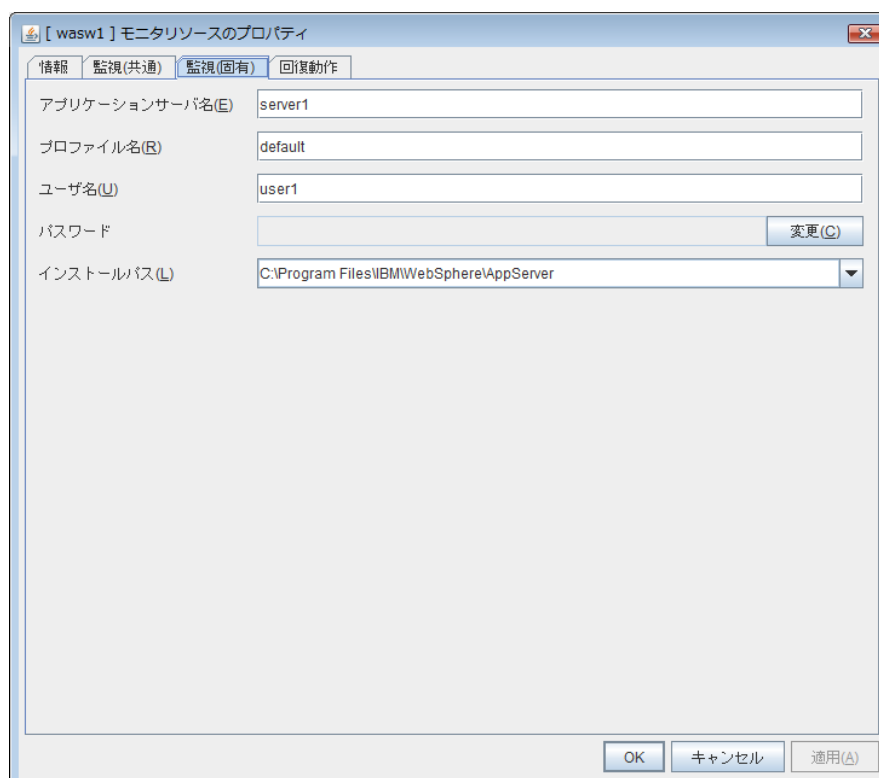 [ wasw1 ] モニタリソースのプロパティ
情報 監視(共通) 監視(固有) 回復動作
アプリケーションサーバ名(E) server1
プロファイル名(R) default
ユーザ名(U) user1
パスワード 変更(C)
インストールパス(L) C:\Program Files\IBM\WebSphere\AppServer
OK キャンセル 適用(A)